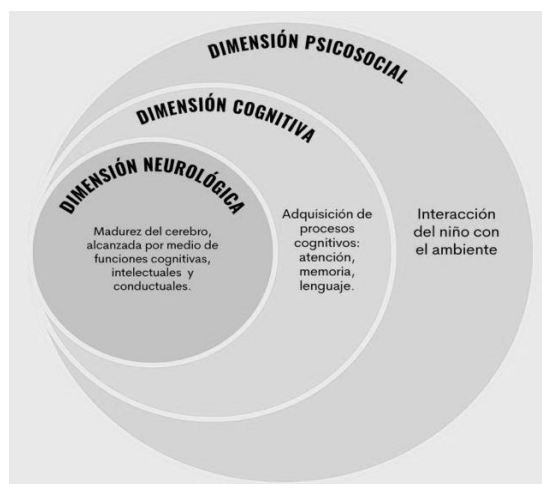 DIMENSIÓN PSICOSOCIAL
DIMENSIÓN COGNITIVA
DIMENSIÓN NEUROLÓGICA
Madurez del cerebro,
alcanzada por medio de
funciones cognitivas,
intelectuales y
conductuales.
Adquisición de
procesos
cognitivos:
atención,
memoria,
lenguaje.
Interacción
del niño con
el ambiente